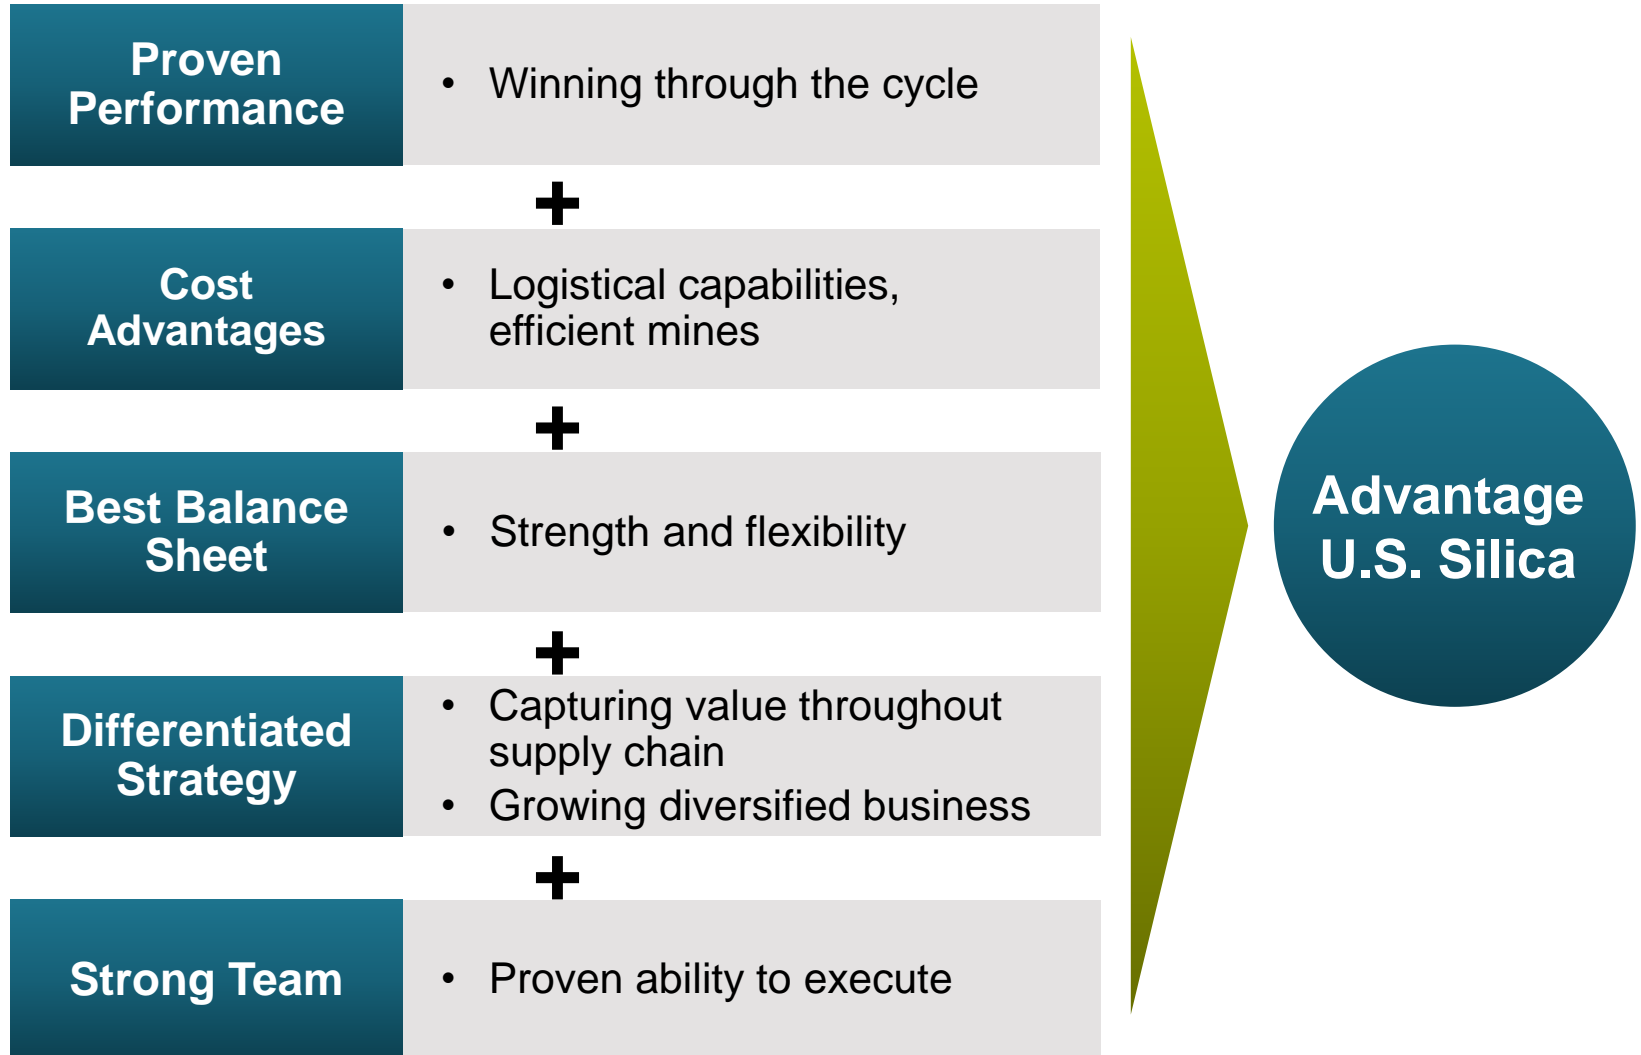 Proven
Performance
• Winning through the cycle
+
Cost
Advantages
• Logistical capabilities,
efficient mines
+
Best Balance
Sheet
• Strength and flexibility
+
Differentiated
Strategy
• Capturing value throughout
supply chain
• Growing diversified business
+
Strong Team
• Proven ability to execute
Advantage
U.S. Silica